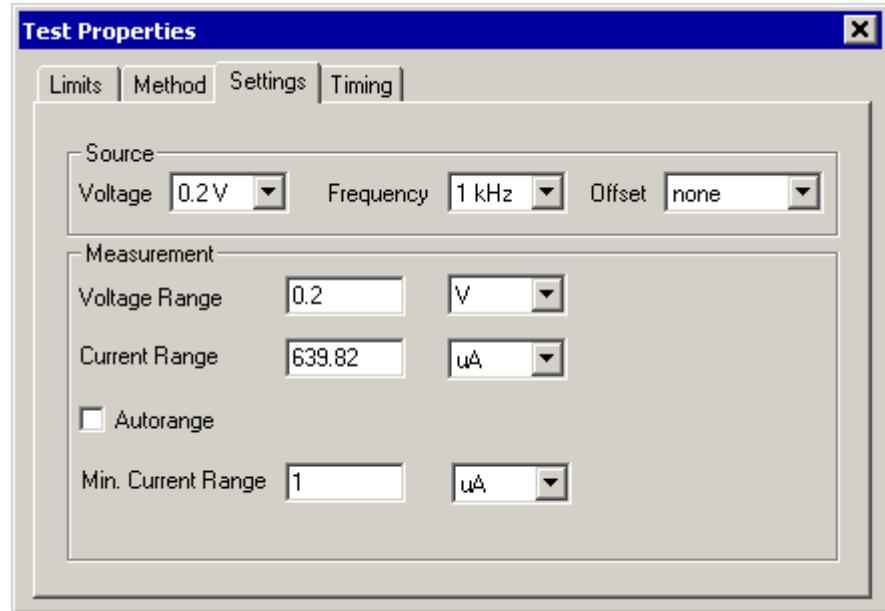 Test Properties
Limits Method Settings Timing
Source
Voltage 0.2 V Frequency 1 kHz Offset none
Measurement
Voltage Range 0.2 V
Current Range 639.82 uA
Autorange
Min. Current Range 1 uA